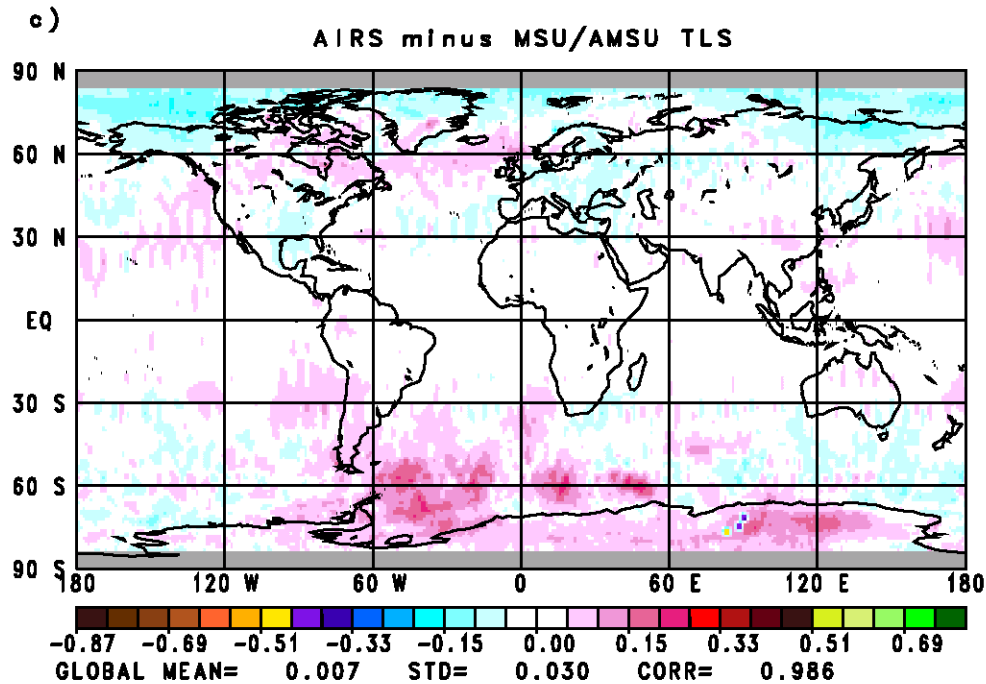 c)
AIRS minus MSU/AMSU TLS
90 N
60 N
30 N
EQ
30 S
60 S
90 S
180 120 W 60 W 0 60 E 120 E 180
-0.87 -0.69 -0.51 -0.33 -0.15 0.00 0.15 0.33 0.51 0.69
GLOBAL MEAN= 0.007 STD= 0.030 CORR= 0.986